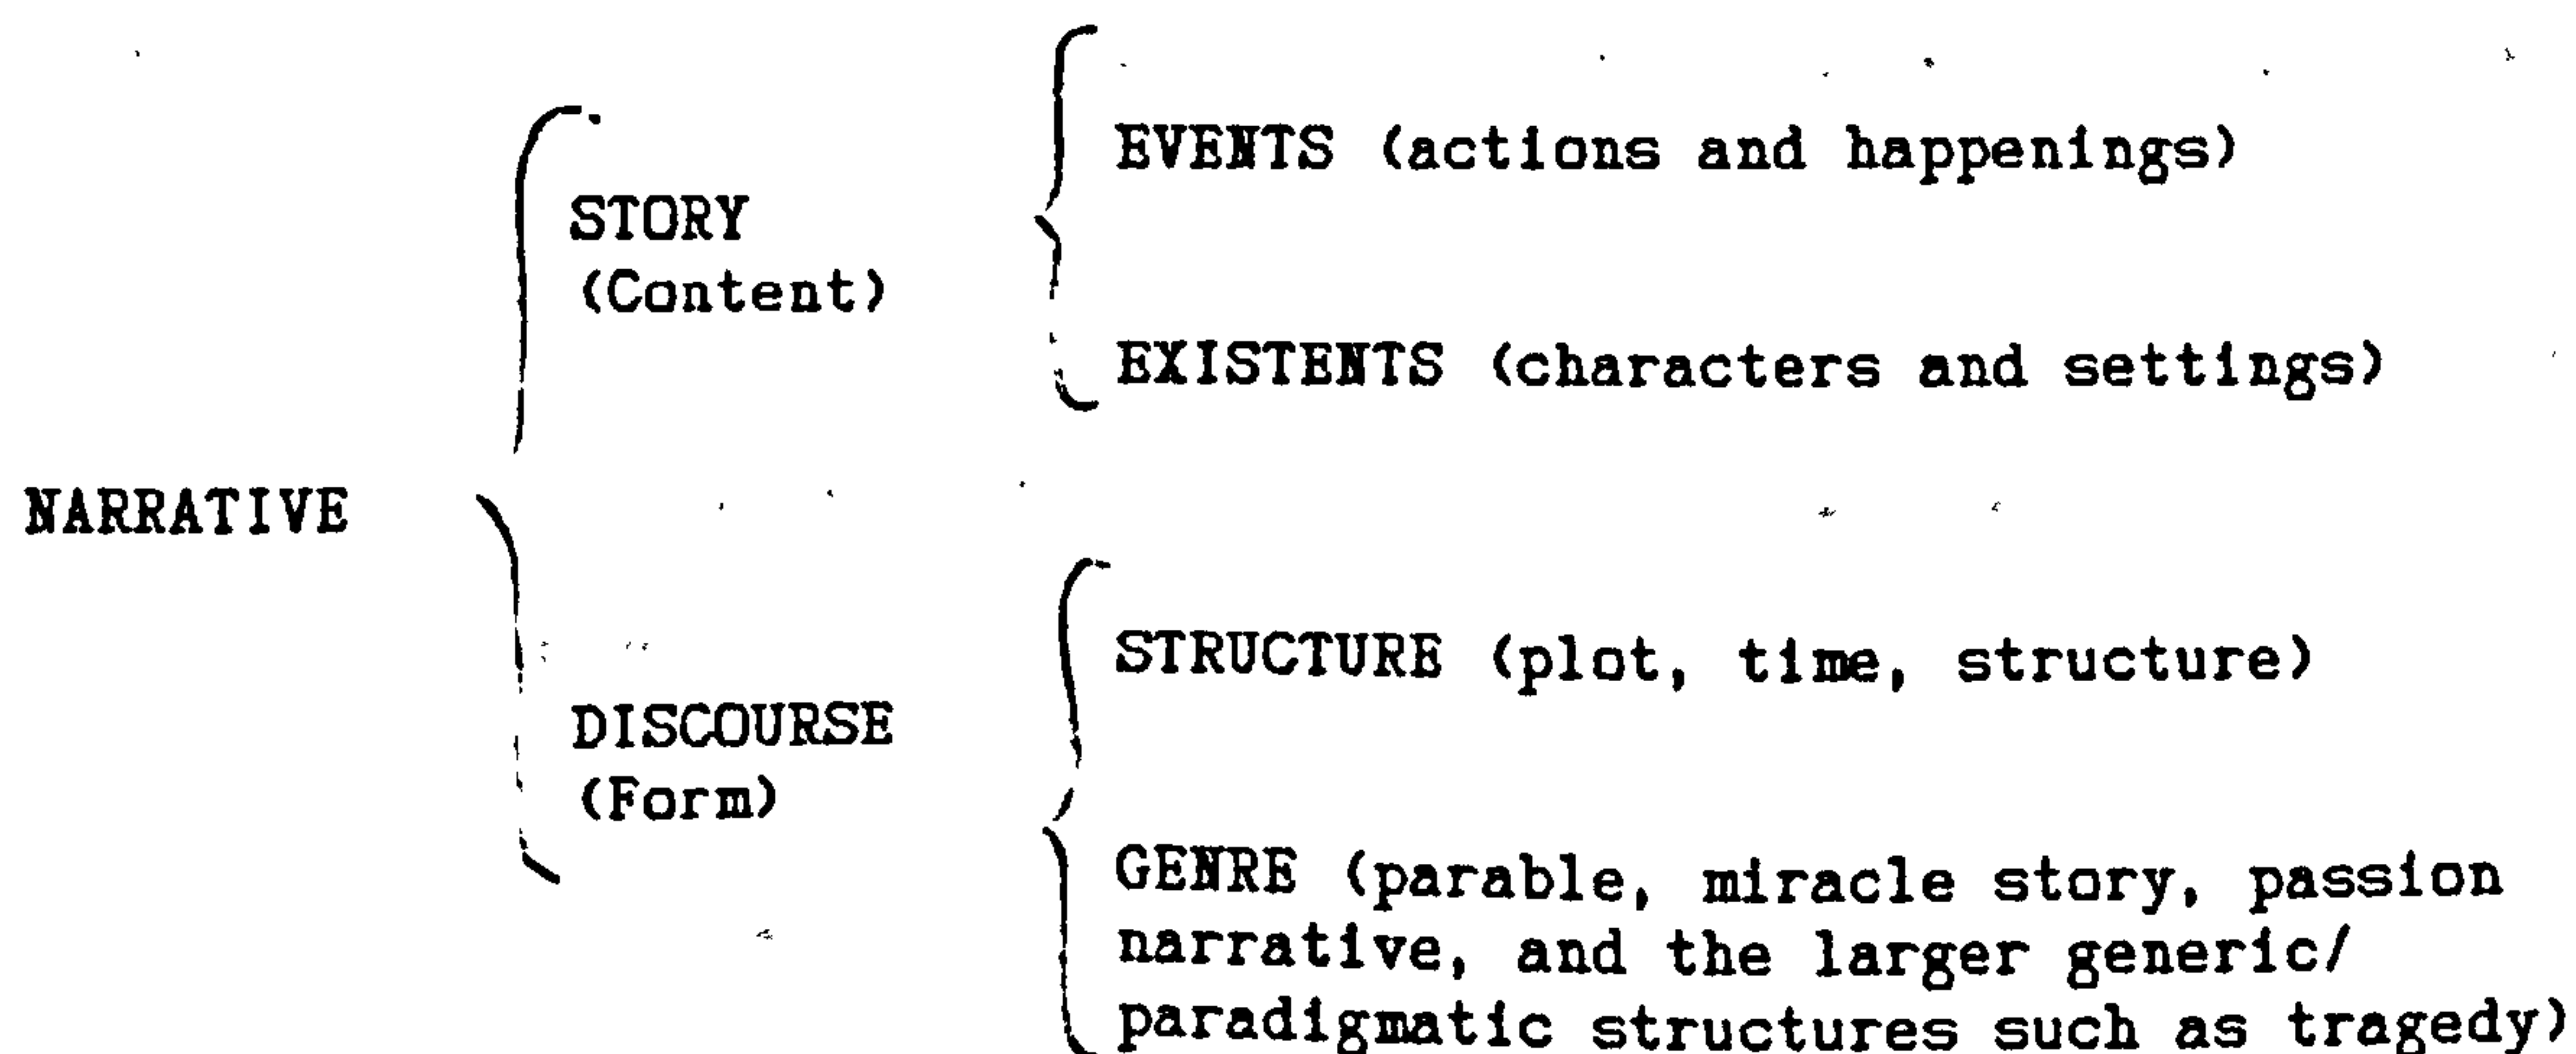 EVENTS (actions and happenings)
STORY
(Content)
EXISTENTS (characters and settings)
NARRATIVE
STRUCTURE (plot, time, structure)
DISCOURSE
(Form)
GENRE (parable, miracle story, passion
narrative, and the larger generic/
paradigmatic structures such as tragedy)